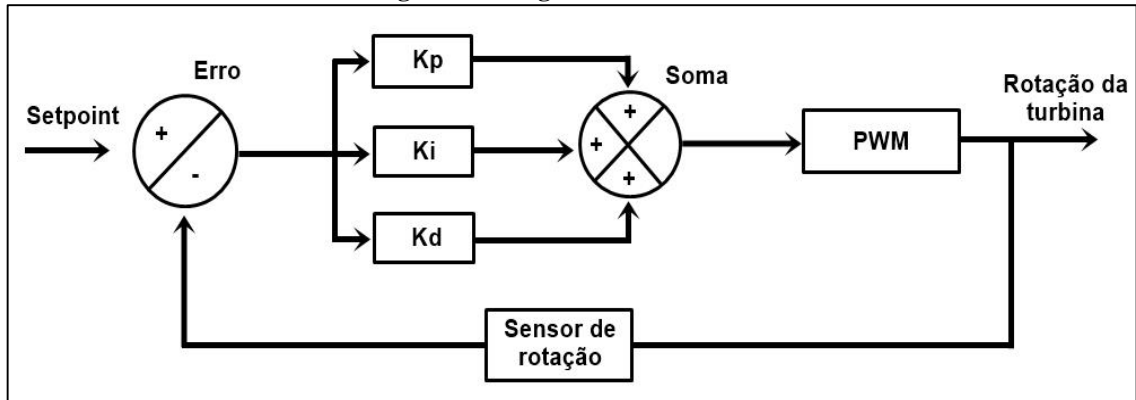 Erro
Setpoint
+
-
Kp
Ki
Kd
Soma
+
+
+
PWM
Rotação da
turbina
Sensor de
rotação